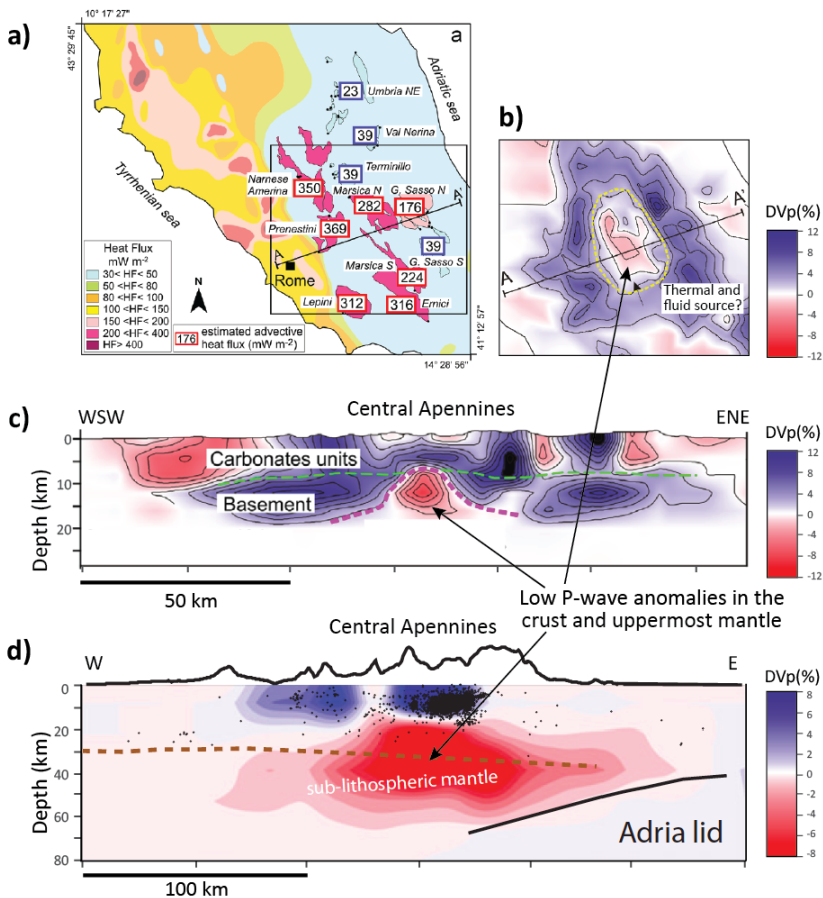 a)
10° 17' 27"
43° 29' 45"
a
Adriatic sea
23 Umbria NE
39 Val Nerina
39 Terminillo
Tyrrhenian sea
Narnese
Amerina
350
Marsica N
282
G. Sasso N
176
A'
Prenestini
369
39
G. Sasso S
A
Rome
Marsica S
224
Lepini
312
316
Ernici
N
Heat Flux
mW m-2
30< HF< 50
50 <HF< 80
80 <HF< 100
100 <HF< 150
150 <HF< 200
200 <HF< 400
HF> 400
176 estimated advective
heat flux (mW m-2)
41° 12' 57"
14° 28' 56"
b)
A'
A
Thermal and
fluid source?
DVp(%)
12
8
4
0
-4
-8
-12
c)
WSW
Central Apennines
ENE
Depth (km)
0
10
20
Carbonates units
Basement
50 km
DVp(%)
12
8
4
0
-4
-8
-12
Low P-wave anomalies in the
crust and uppermost mantle
d)
Central Apennines
W
E
Depth (km)
0
20
40
60
80
sub-lithospheric mantle
Adria lid
100 km
DVp(%)
8
6
4
2
0
-2
-4
-6
-8